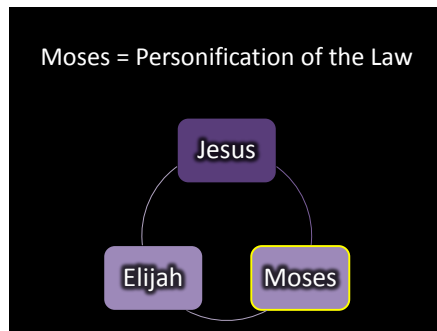 Moses = Personification of the Law
Jesus
Elijah
Moses